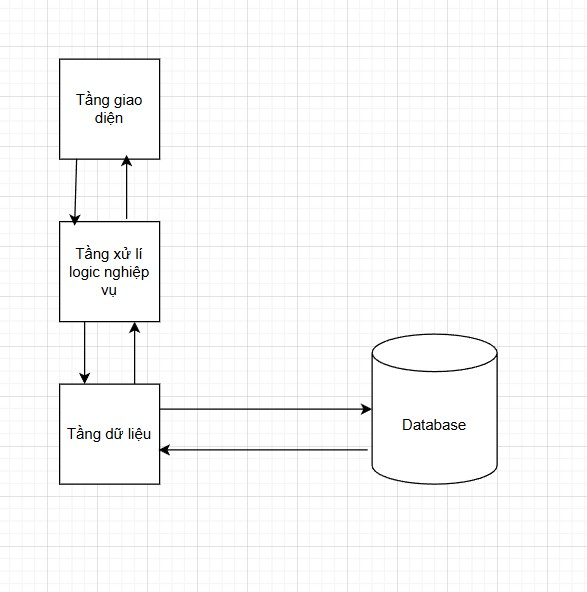 Tầng giao
diện
Tầng xử lí
logic nghiệp
vụ
Tầng dữ liệu
Database